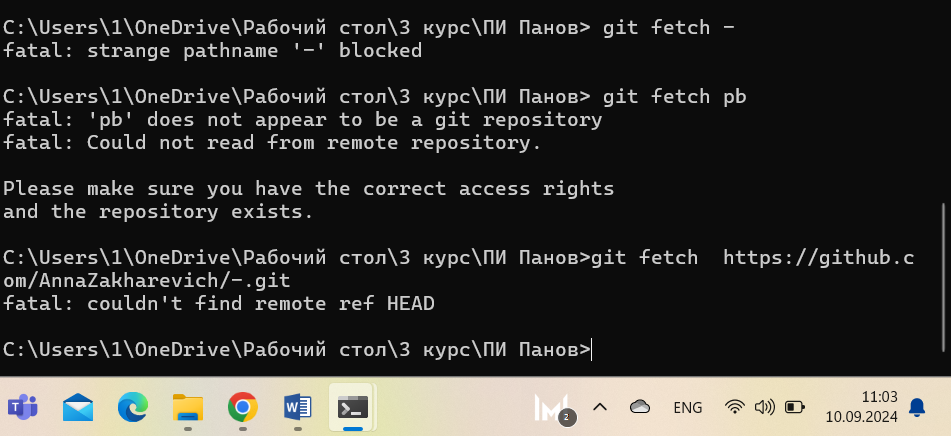 C:\Users\1\OneDrive\Рабочий стол\3 курс\ПИ Панов> git fetch -
fatal: strange pathname '-' blocked
C:\Users\1\OneDrive\Рабочий стол\3 курс\ПИ Панов> git fetch pb
fatal: 'pb' does not appear to be a git repository
fatal: Could not read from remote repository.
Please make sure you have the correct access rights
and the repository exists.
C:\Users\1\OneDrive\Рабочий стол\3 курс\ПИ Панов>git fetch  https://github.c
om/AnnaZakharevich/-.git
fatal: couldn't find remote ref HEAD
C:\Users\1\OneDrive\Рабочий стол\3 курс\ПИ Панов>
2
ENG
11:03
10.09.2024